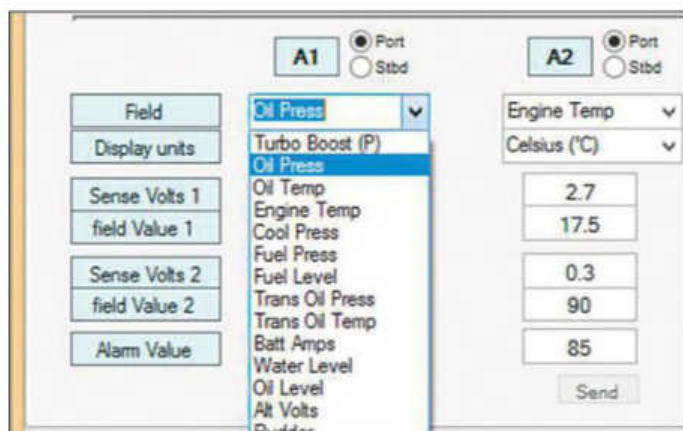 A1 Port Stbd
A2 Port Stbd
Field Oil Press Engine Temp
Display units Turbo Boost (P) Celsius (°C)
Oil Press
Sense Volts 1 Oil Temp 2.7
field Value 1 Engine Temp 17.5
Cool Press
Fuel Press
Sense Volts 2 Fuel Level 0.3
field Value 2 Trans Oil Press 90
Trans Oil Temp
Alarm Value Batt Amps 85
Water Level
Oil Level Send
Alt Volts